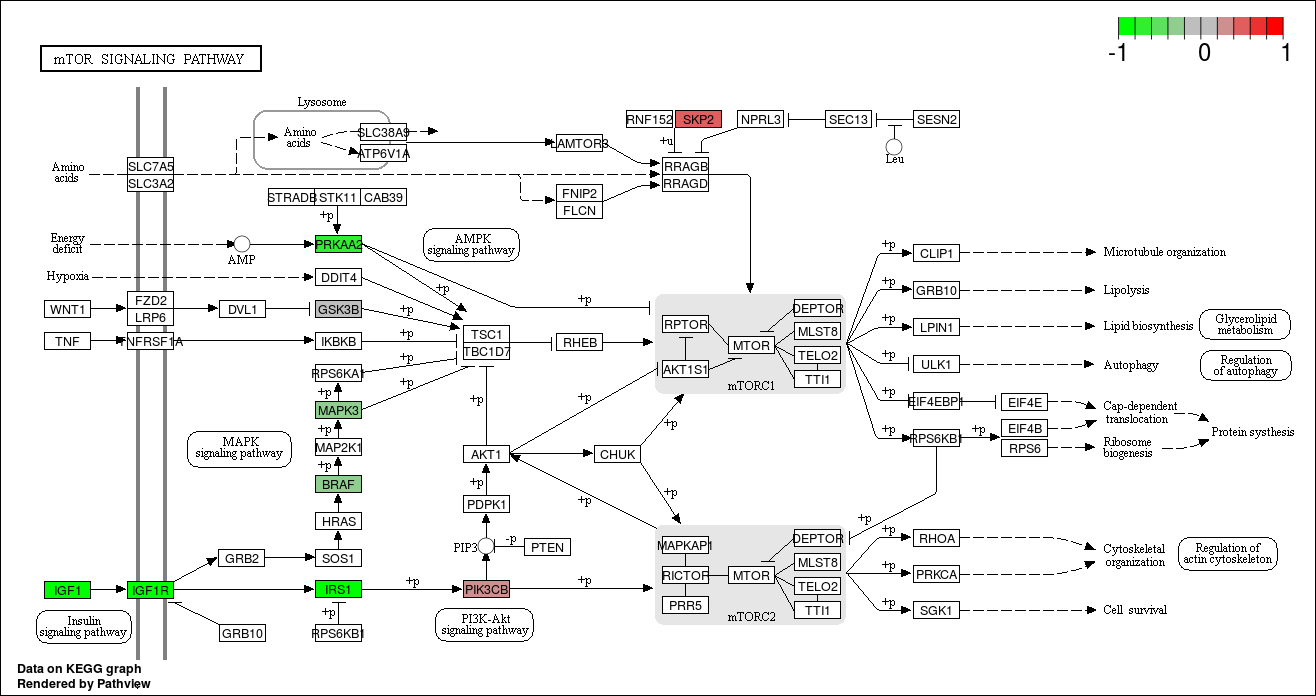 -1 0 1
mTOR SIGNALING PATHWAY
Lysosome
RNF152 SKP2 NPRL3 SEC13 SESN2
Amino
acids
SLC38A9
ATP6V1A
+u
LAMTOR3
Leu
Amino
acids
SLC7A5
SLC3A2
RRAGB
RRAGD
STRADB STK11 CAB39
FNIP2
FLCN
+p
Energy
deficit
AMP
PRKAA2
AMPK
signaling pathway
Hypoxia
DDIT4
+p
+p
WNT1
FZD2
LRP6
DVL1
GSK3B
+p
TNF
TNFRSF1A
IKBKB
+p
TSC1
TBC1D7
RHEB
RPS6KA1
+p
+p
MAPK3
+p
+p
MAP2K1
MAPK
signaling pathway
+p
BRAF
HRAS
GRB2
SOS1
IGF1
IGF1R
IRS1
+p
PIK3CB
+p
Insulin
signaling pathway
GRB10
+p
RPS6KB1
PI3K-Akt
signaling pathway
PIP3
-p
PTEN
PDPK1
+p
AKT1
+p
+p
+p
CHUK
+p
+p
RPTOR
AKT1S1
MTOR
DEPTOR
MLST8
TELO2
TTI1
mTORC1
MAPKAP1
RICTOR
PRR5
MTOR
DEPTOR
MLST8
TELO2
TTI1
mTORC2
+p
CLIP1
Microtubule organization
+p
GRB10
Lipolysis
+p
LPIN1
Lipid biosynthesis
Glycerolipid
metabolism
+p
ULK1
Autophagy
Regulation
of autophagy
+p
EIF4EBP1
EIF4E
Cap-dependent
translocation
+p
RPS6KB1
+p
EIF4B
RPS6
Ribosome
biogenesis
Protein systhesis
+p
+p
RHOA
Cytoskeletal
organization
Regulation of
actin cytoskeleton
+p
PRKCA
+p
SGK1
Cell survival
Data on KEGG graph
Rendered by Pathview